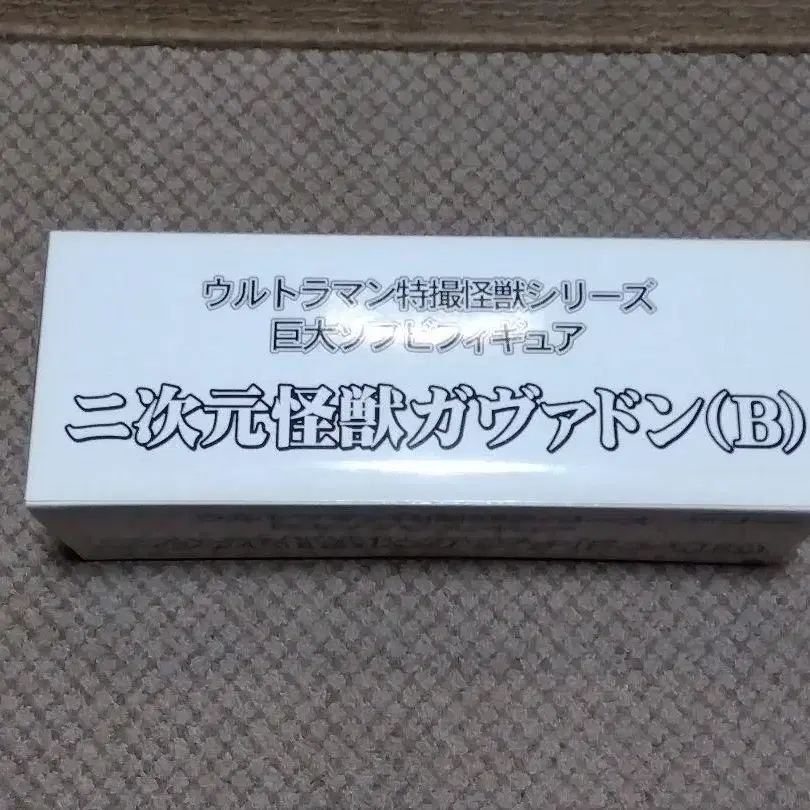 ウルトラマン特撮怪獣シリーズ
巨大ソフビフィギュア
二次元怪獣ガヴァドン(B)